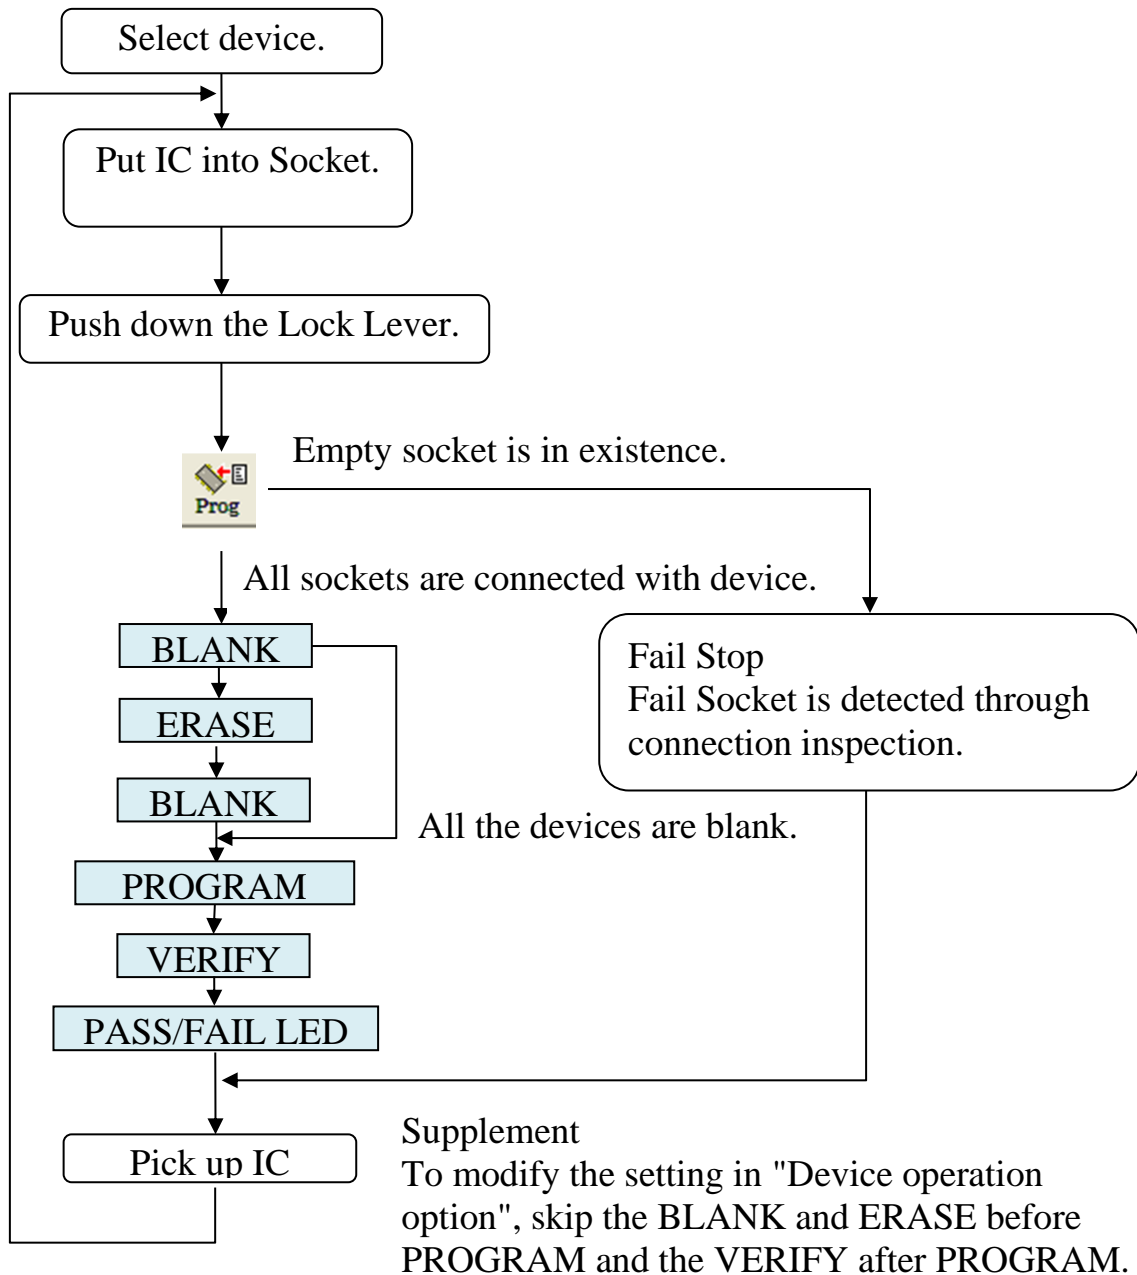 Select device.
Put IC into Socket.
Push down the Lock Lever.
Empty socket is in existence.
Prog
All sockets are connected with device.
BLANK
Fail Stop
Fail Socket is detected through
connection inspection.
ERASE
BLANK
All the devices are blank.
PROGRAM
VERIFY
PASS/FAIL LED
Pick up IC
Supplement
To modify the setting in "Device operation
option", skip the BLANK and ERASE before
PROGRAM and the VERIFY after PROGRAM.